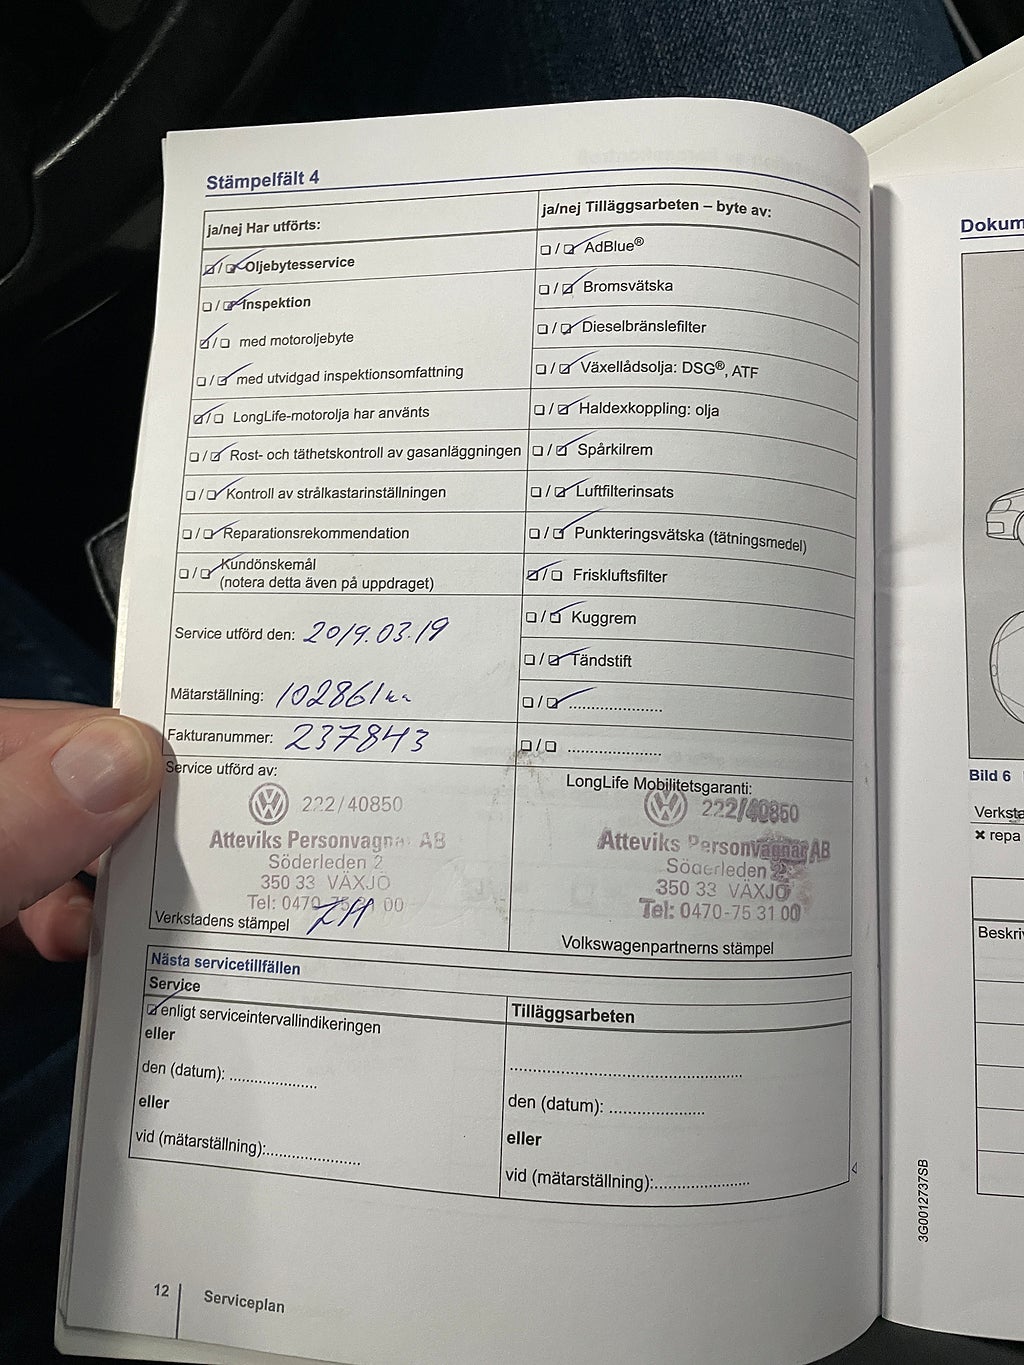 Stämpelfält 4
ja/nej Har utförts:
☑/☑ Oljebytesservice
☐/☑ Inspektion
☑/☐ med motoroljebyte
☐/☑ med utvidgad inspektionsomfattning
☑/☐ LongLife-motorolja har använts
☐/☑ Rost- och täthetskontroll av gasanläggningen
☐/☑ Kontroll av strålkastarinställningen
☐/☑ Reparationsrekommendation
☐/☑ Kundönskemål
(notera detta även på uppdraget)
Service utförd den: 2019.03.19
Mätarställning: 102861 km
Fakturanummer: 237843
ja/nej Tilläggsarbeten – byte av:
☐/☑ AdBlue®
☐/☑ Bromsvätska
☐/☑ Dieselbränslefilter
☐/☑ Växellådsolja: DSG®, ATF
☐/☑ Haldexkoppling: olja
☐/☑ Spårkilrem
☐/☑ Luftfilterinsats
☐/☑ Punkteringsvätska (tätningsmedel)
☑/☐ Friskluftsfilter
☐/☑ Kuggrem
☐/☑ Tändstift
☐/☑ ....................
☐/☐ ....................
Service utförd av:
222/40850
Atteviks Personvagnar AB
Söderleden 2
350 33 VÄXJÖ
Tel: 0470-75 31 00
Verkstadens stämpel
LongLife Mobilitetsgaranti:
222/40850
Atteviks Personvagnar AB
Söderleden 2
350 33 VÄXJÖ
Tel: 0470-75 31 00
Volkswagenpartnerns stämpel
Nästa servicetillfällen
Service
☑ enligt serviceintervallindikeringen
eller
den (datum): ....................
eller
vid (mätarställning):....................
Tilläggsarbeten
..................................................
den (datum): ....................
eller
vid (mätarställning):....................
12
Serviceplan
Dokum
Bild 6
Verksta
✖ repa
Beskriv
3G0012737SB